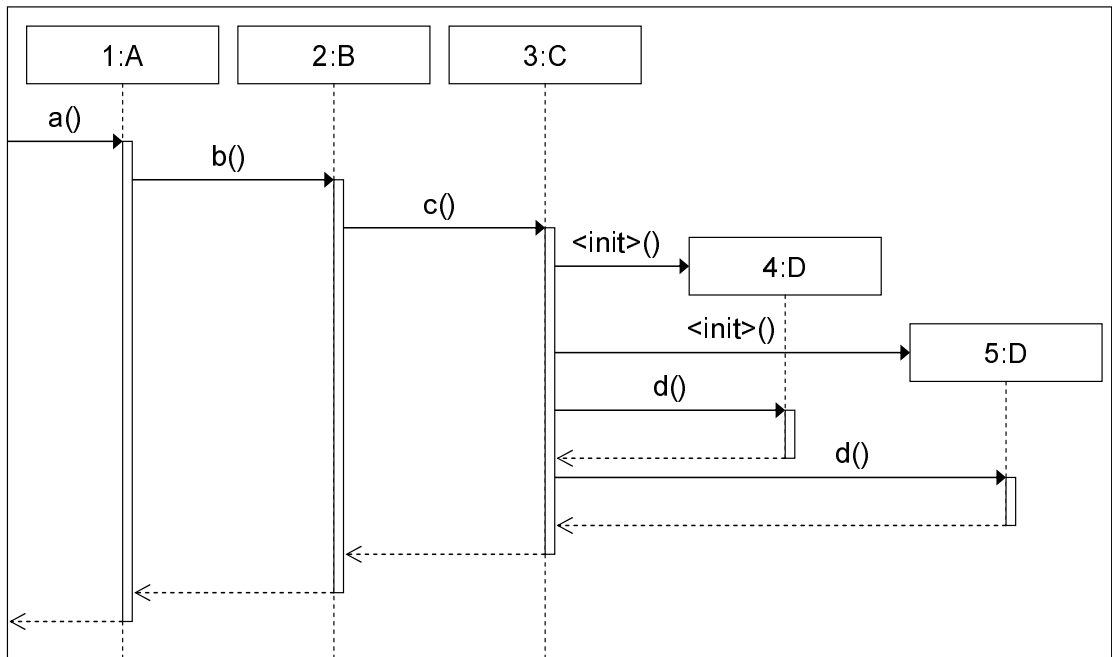 1:A
2:B
3:C
a()
b()
c()
<init>()
4:D
<init>()
5:D
d()
d()